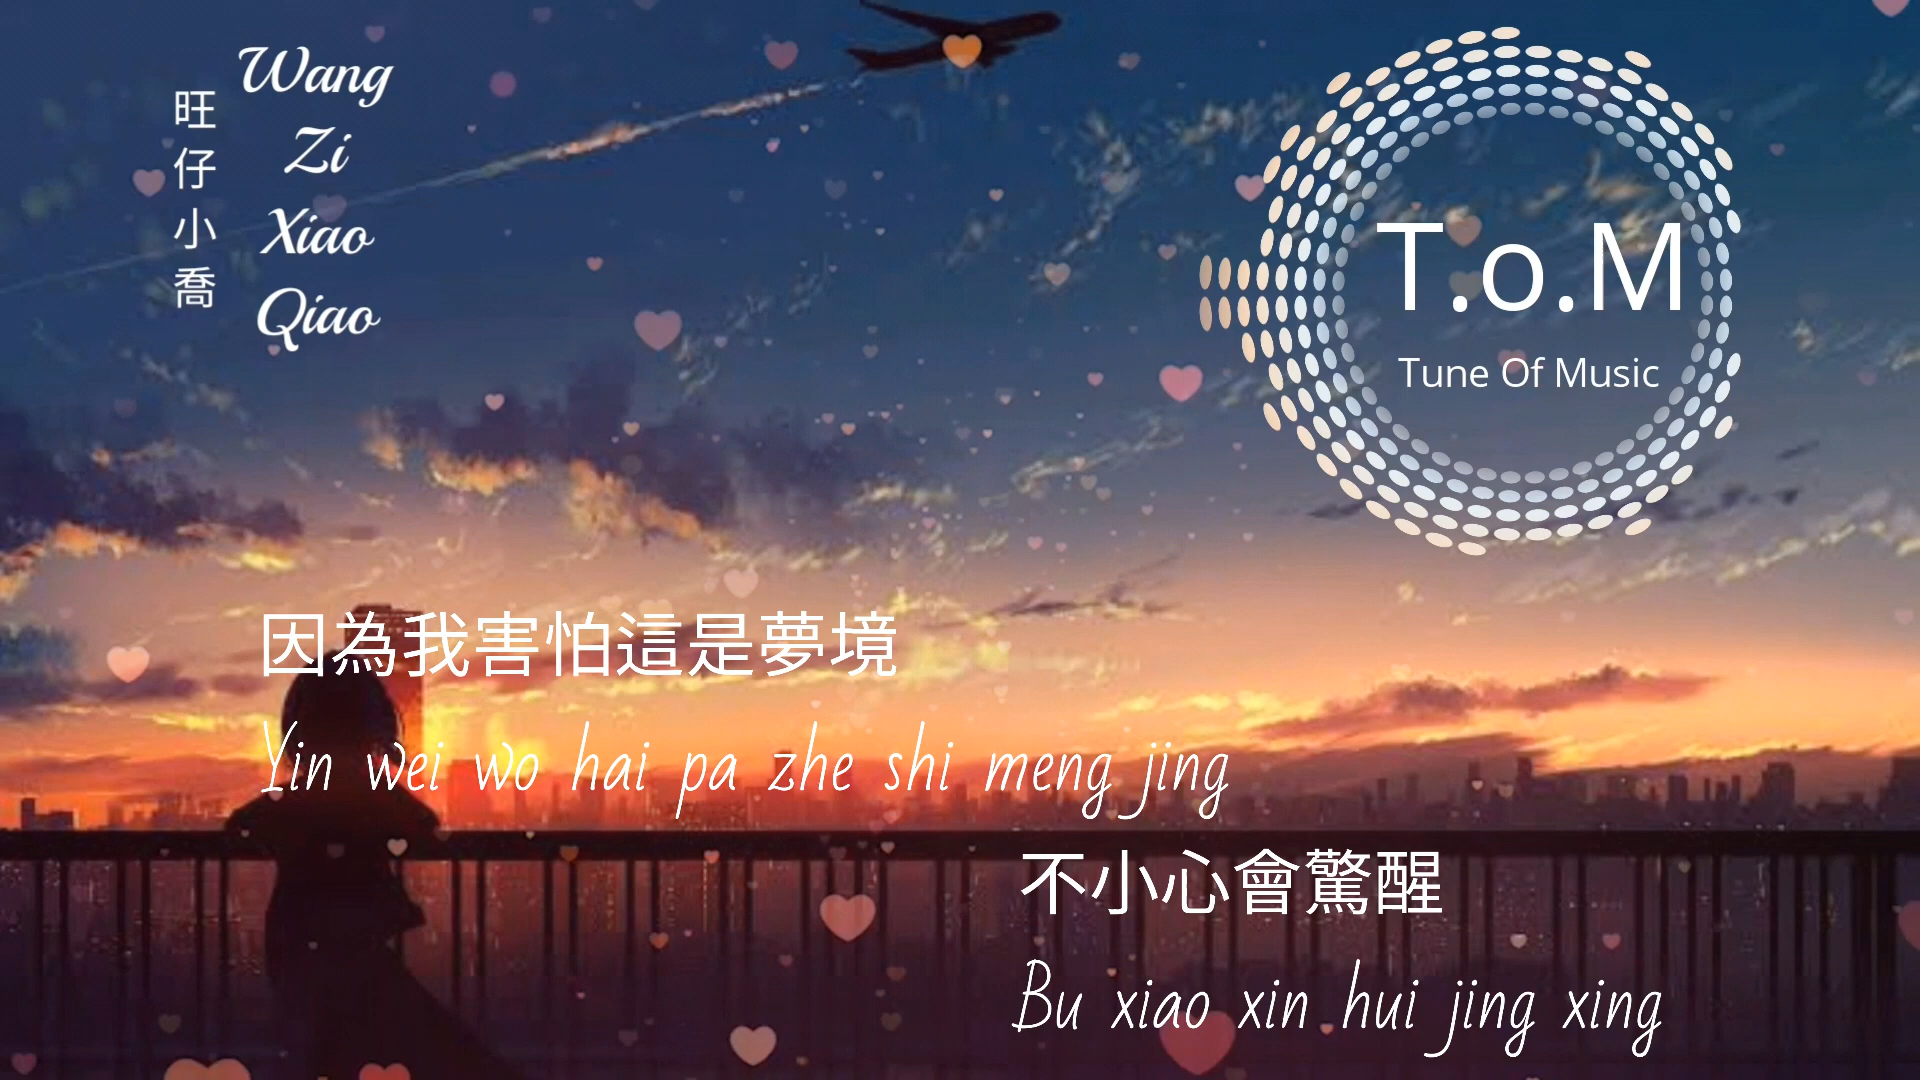 旺仔小喬
Wang
Zi
Xiao
Qiao
T.o.M
Tune Of Music
因為我害怕這是夢境
Yin wei wo hai pa zhe shi meng jing
不小心會驚醒
Bu xiao xin hui jing xing